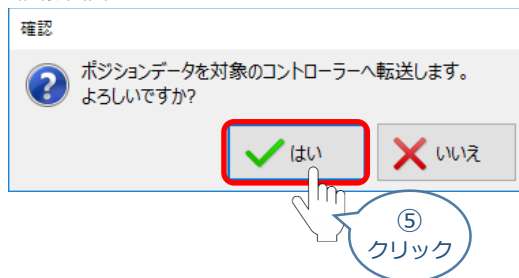 確認
ポジションデータを対象のコントローラーへ転送します。
よろしいですか?
はい
いいえ
⑤
クリック